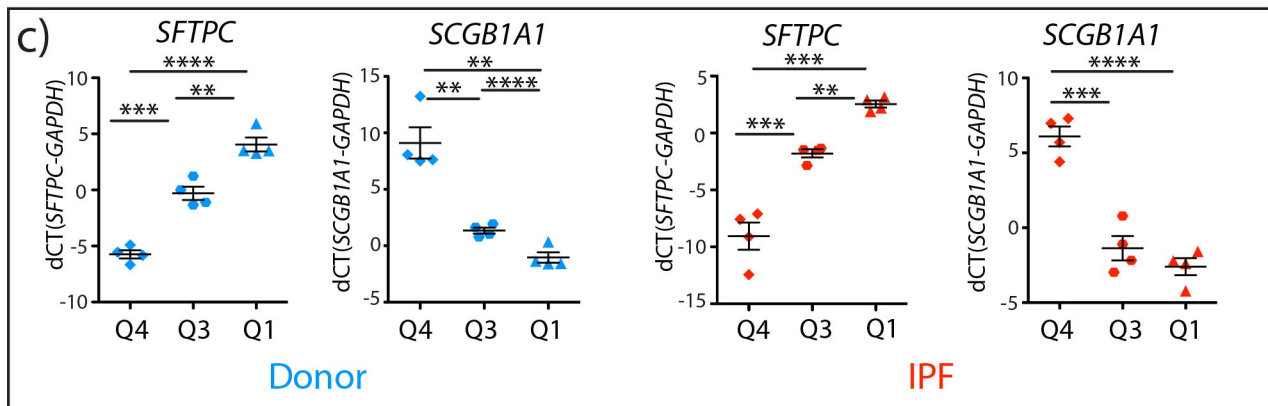 c)
SFTPC
SCGB1A1
SFTPC
SCGB1A1
****
**
***
dCT(SFTPC-GAPDH)
10
5
0
-5
-10
Q4 Q3 Q1
**
** ****
dCT(SCGB1A1-GAPDH)
15
10
5
0
-5
Q4 Q3 Q1
***
**
***
dCT(SFTPC-GAPDH)
5
0
-5
-10
-15
Q4 Q3 Q1
****
***
dCT(SCGB1A1-GAPDH)
10
5
0
-5
Q4 Q3 Q1
Donor
IPF